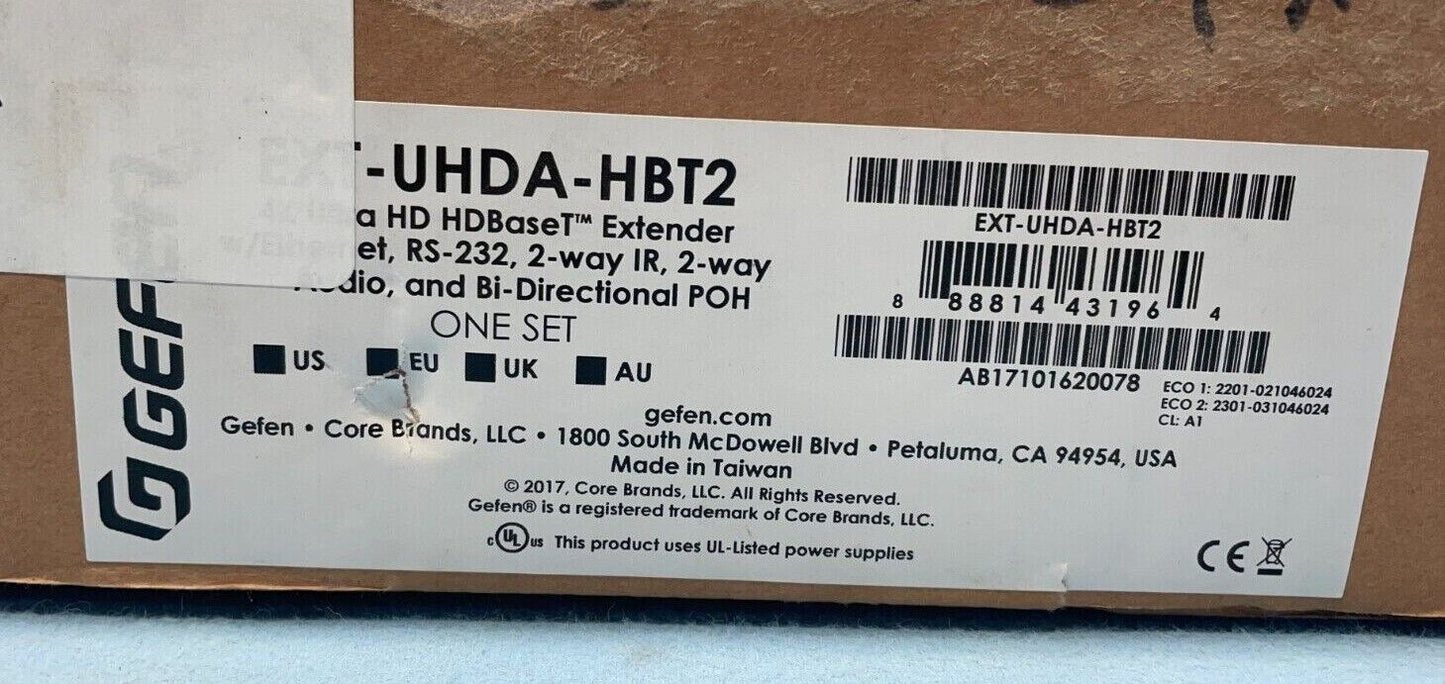 -UHDA-HBT2
a HD HDBaseT™ Extender
et, RS-232, 2-way IR, 2-way
dio, and Bi-Directional POH
ONE SET
US EU UK AU
gefen.com
Gefen • Core Brands, LLC • 1800 South McDowell Blvd • Petaluma, CA 94954, USA
Made in Taiwan
© 2017, Core Brands, LLC. All Rights Reserved.
Gefen® is a registered trademark of Core Brands, LLC.
c UL us This product uses UL-Listed power supplies
EXT-UHDA-HBT2
8 88814 43196 4
AB17101620078
ECO 1: 2201-021046024
ECO 2: 2301-031046024
CL: A1
CE
GEF